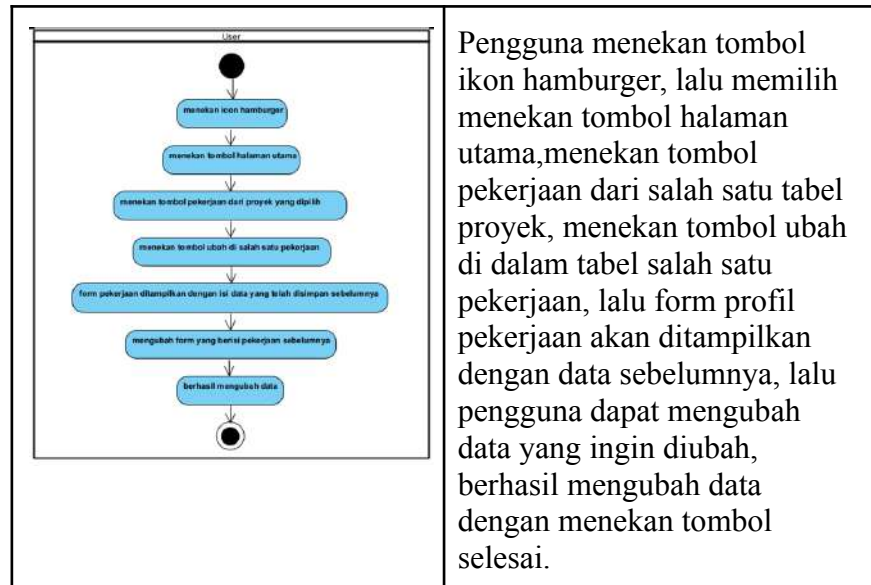 User
menekan icon hamburger
menekan tombol halaman utama
menekan tombol pekerjaan dari proyek yang dipilih
menekan tombol ubah di salah satu pekerjaan
form pekerjaan ditampilkan dengan isi data yang telah disimpan sebelumnya
mengubah form yang berisi pekerjaan sebelumnya
berhasil mengubah data
Pengguna menekan tombol
ikon hamburger, lalu memilih
menekan tombol halaman
utama,menekan tombol
pekerjaan dari salah satu tabel
proyek, menekan tombol ubah
di dalam tabel salah satu
pekerjaan, lalu form profil
pekerjaan akan ditampilkan
dengan data sebelumnya, lalu
pengguna dapat mengubah
data yang ingin diubah,
berhasil mengubah data
dengan menekan tombol
selesai.